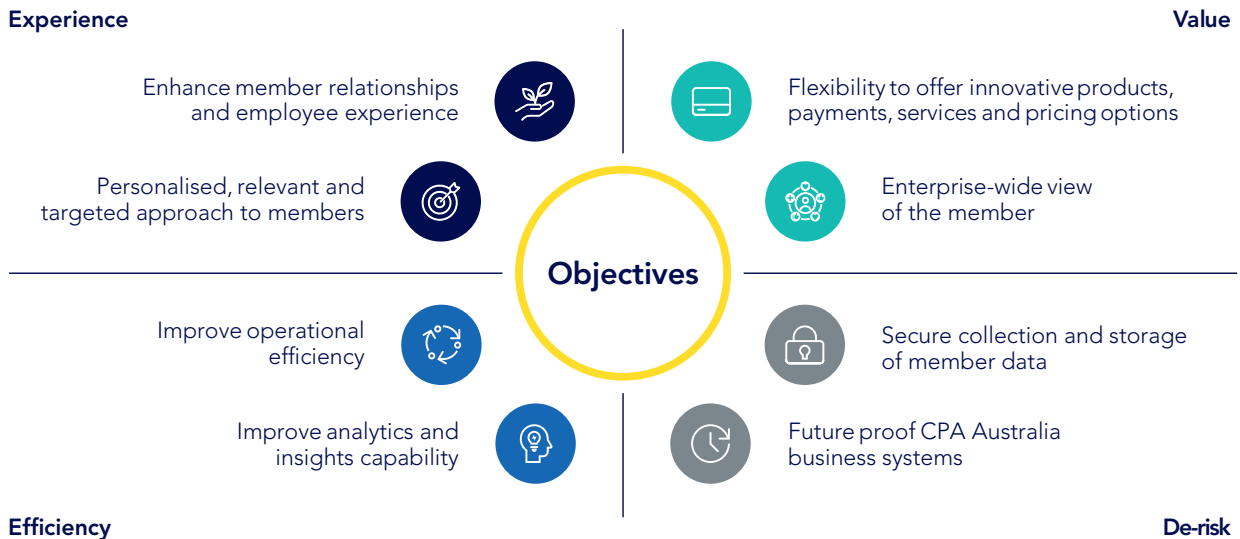 Experience
Value
Enhance member relationships
and employee experience
Flexibility to offer innovative products,
payments, services and pricing options
Personalised, relevant and
targeted approach to members
Enterprise-wide view
of the member
Objectives
Improve operational
efficiency
Secure collection and storage
of member data
Improve analytics and
insights capability
Future proof CPA Australia
business systems
Efficiency
De-risk